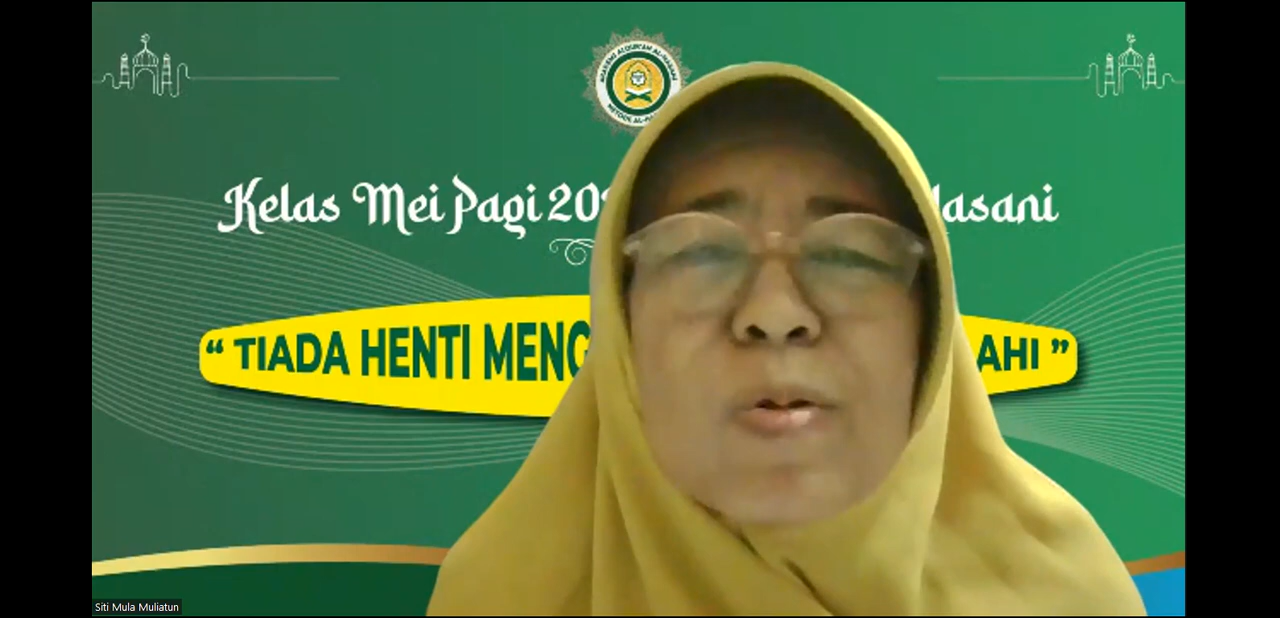 Kelas Mei Pagi 20
asani
“ TIADA HENTI MENG
AHI ”
Siti Mula Muliatun